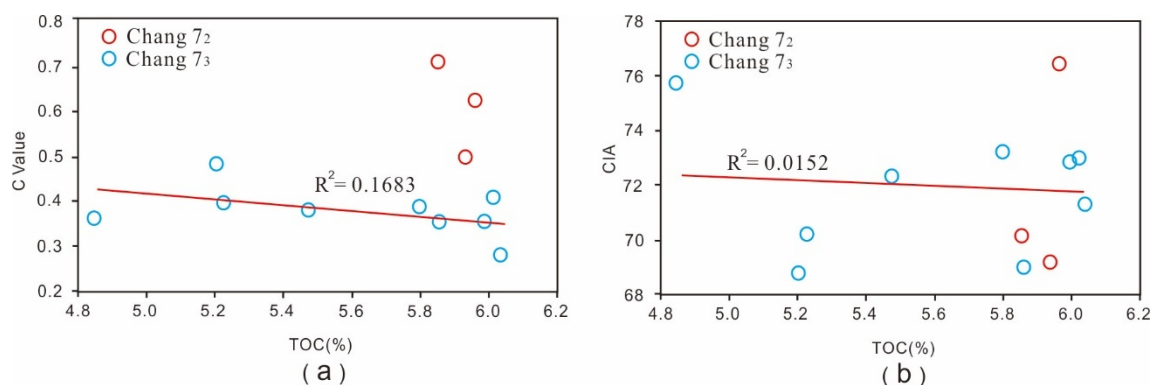 0.8
Chang 7₂
Chang 7₃
0.7
0.6
C Value
0.5
R²= 0.1683
0.4
0.3
0.2
4.8 5.0 5.2 5.4 5.6 5.8 6.0 6.2
TOC(%)
( a )
78
Chang 7₂
Chang 7₃
76
74
CIA
R²= 0.0152
72
70
68
4.8 5.0 5.2 5.4 5.6 5.8 6.0 6.2
TOC(%)
( b )